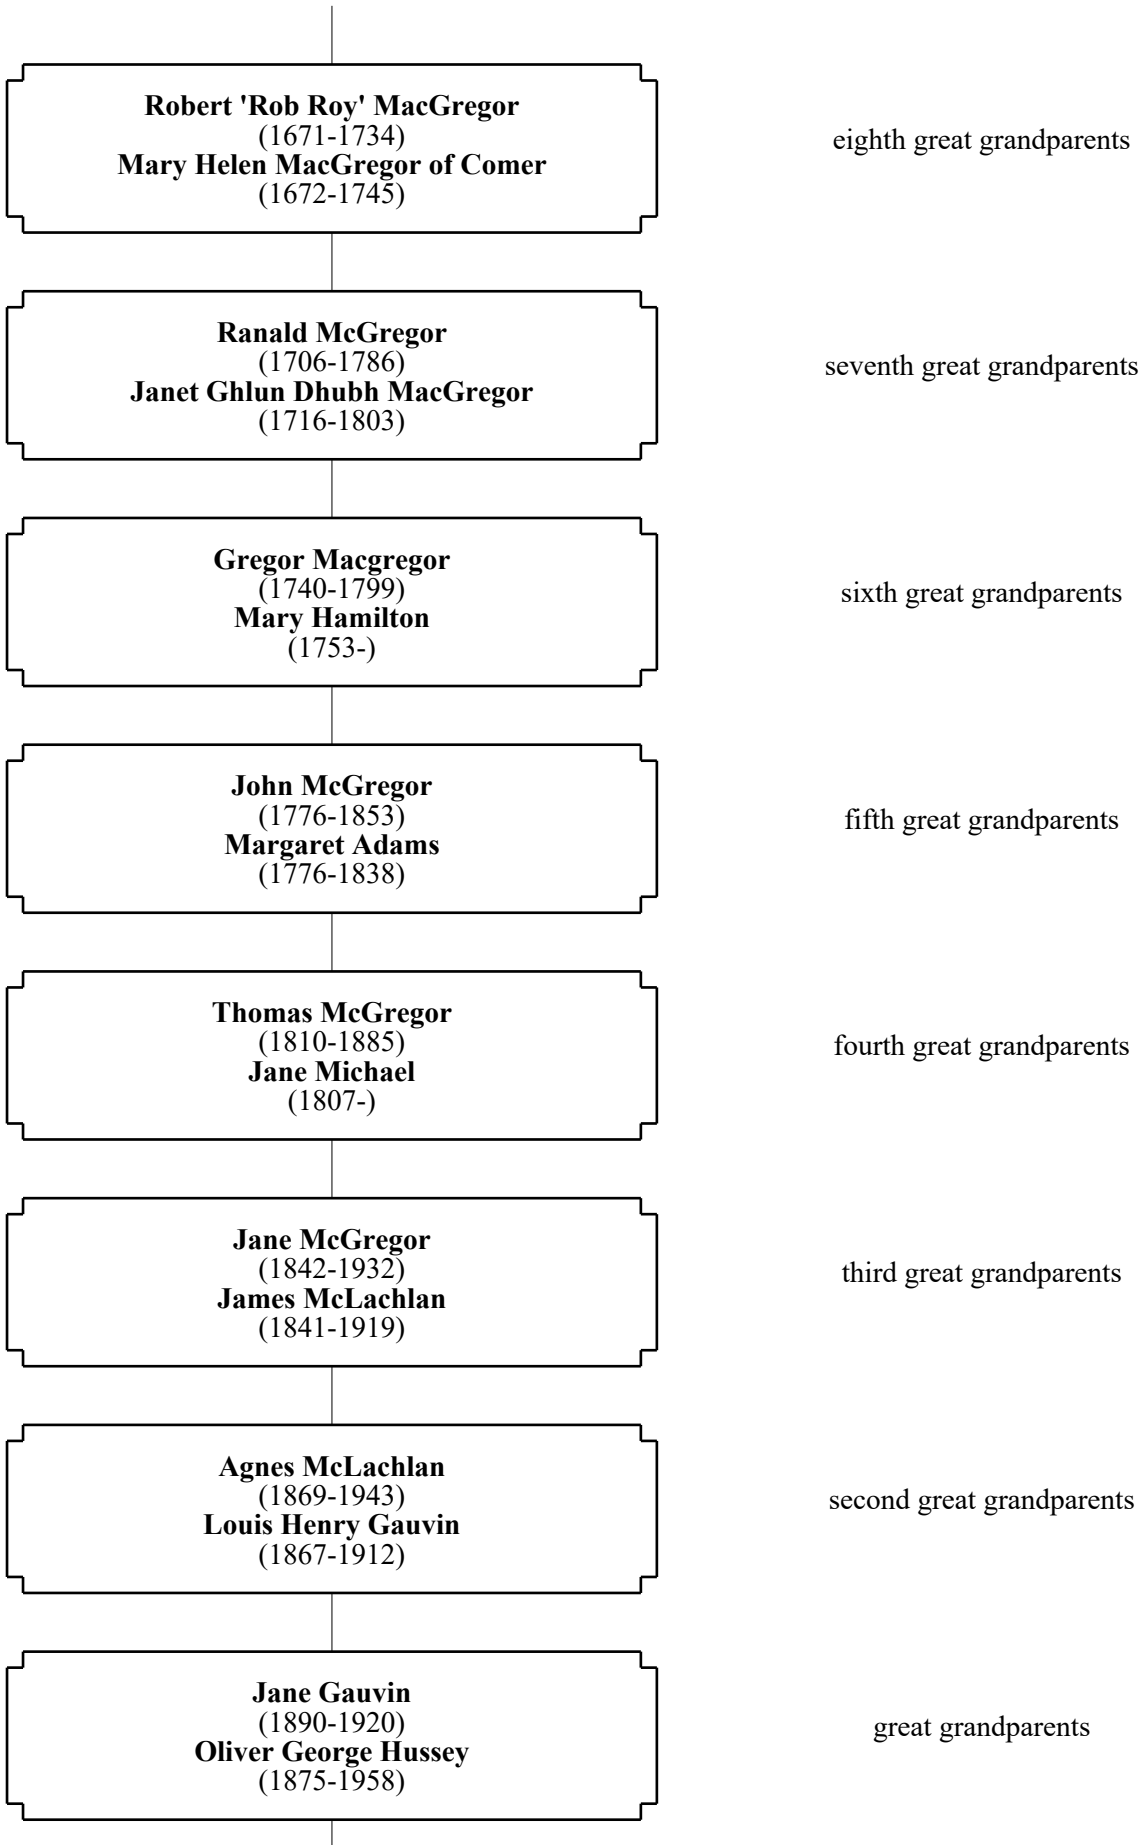 Robert 'Rob Roy' MacGregor
(1671-1734)
Mary Helen MacGregor of Comer
(1672-1745)
eighth great grandparents
Ranald McGregor
(1706-1786)
Janet Ghlun Dhubh MacGregor
(1716-1803)
seventh great grandparents
Gregor Macgregor
(1740-1799)
Mary Hamilton
(1753-)
sixth great grandparents
John McGregor
(1776-1853)
Margaret Adams
(1776-1838)
fifth great grandparents
Thomas McGregor
(1810-1885)
Jane Michael
(1807-)
fourth great grandparents
Jane McGregor
(1842-1932)
James McLachlan
(1841-1919)
third great grandparents
Agnes McLachlan
(1869-1943)
Louis Henry Gauvin
(1867-1912)
second great grandparents
Jane Gauvin
(1890-1920)
Oliver George Hussey
(1875-1958)
great grandparents